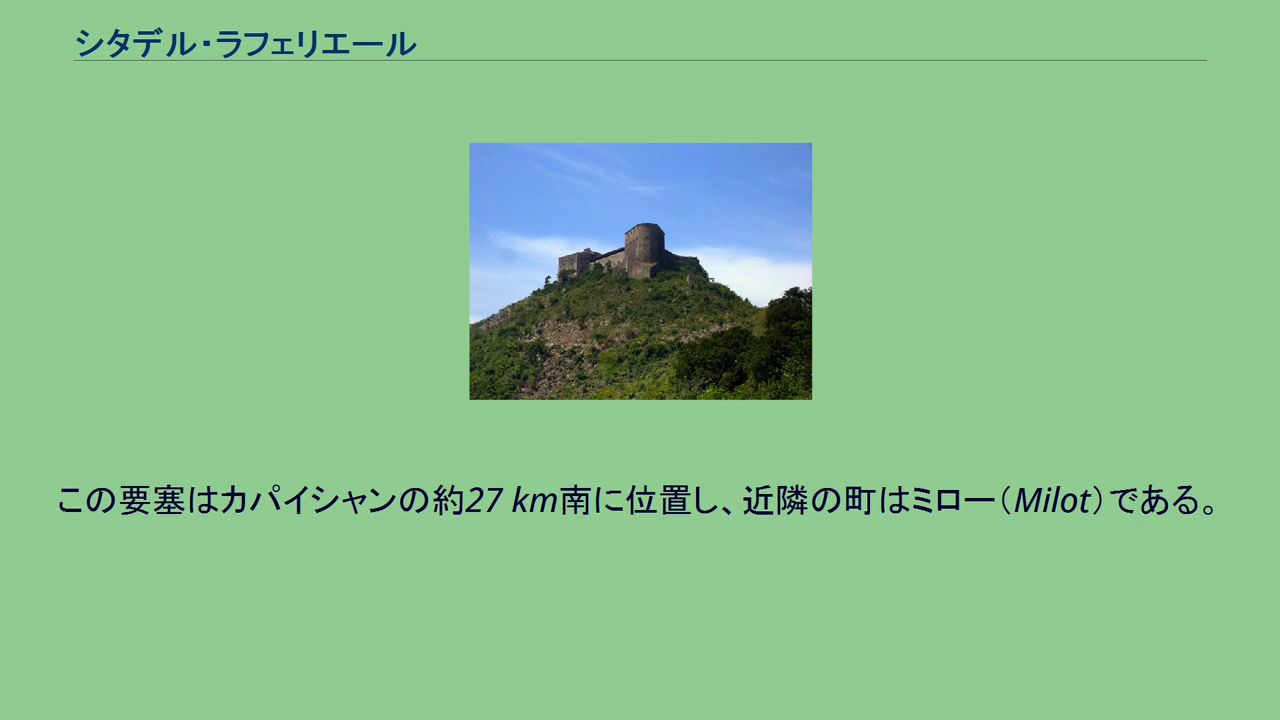 シタデル・ラフェリエール
この要塞はカパイシャンの約27 km南に位置し、近隣の町はミロー（Milot）である。